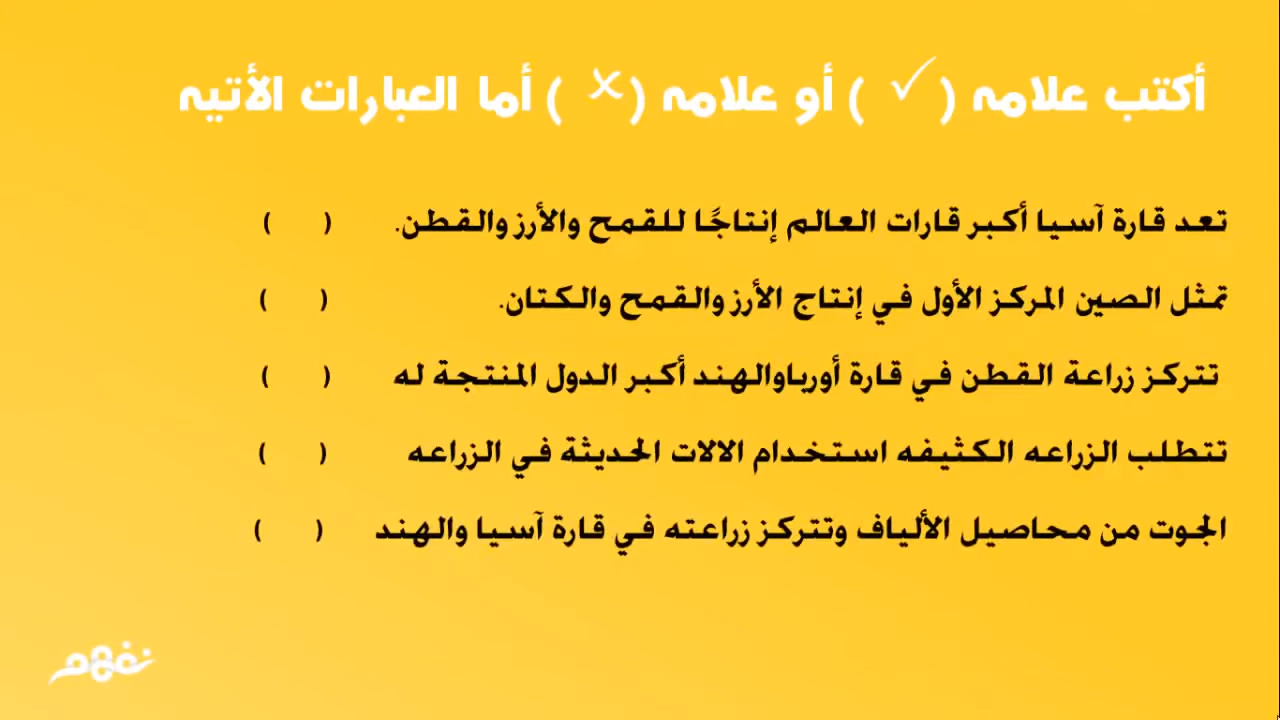 أكتب علامه ( ✓ ) أو علامه ( × ) أما العبارات الأتيه
تعد قارة آسيا أكبر قارات العالم إنتاجًا للقمح والأرز والقطن. ( )
تمثل الصين المركز الأول في إنتاج الأرز والقمح والكتان. ( )
تتركز زراعة القطن في قارة أورباوالهند أكبر الدول المنتجة له ( )
تتطلب الزراعه الكثيفه استخدام الالات الحديثة في الزراعه ( )
الجوت من محاصيل الألياف وتتركز زراعته في قارة آسيا والهند ( )
نفهم